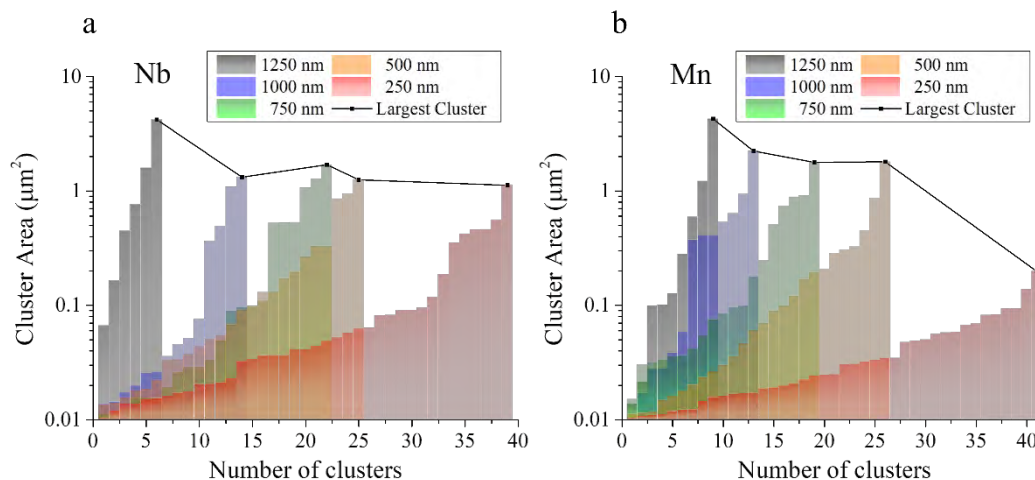 a
b
1250 nm 500 nm
1000 nm 250 nm
750 nm Largest Cluster
Nb
10
1
0.1
0.01
Cluster Area (µm²)
0 5 10 15 20 25 30 35 40
Number of clusters
1250 nm 500 nm
1000 nm 250 nm
750 nm Largest Cluster
Mn
10
1
0.1
0.01
Cluster Area (µm²)
0 5 10 15 20 25 30 35 40
Number of clusters